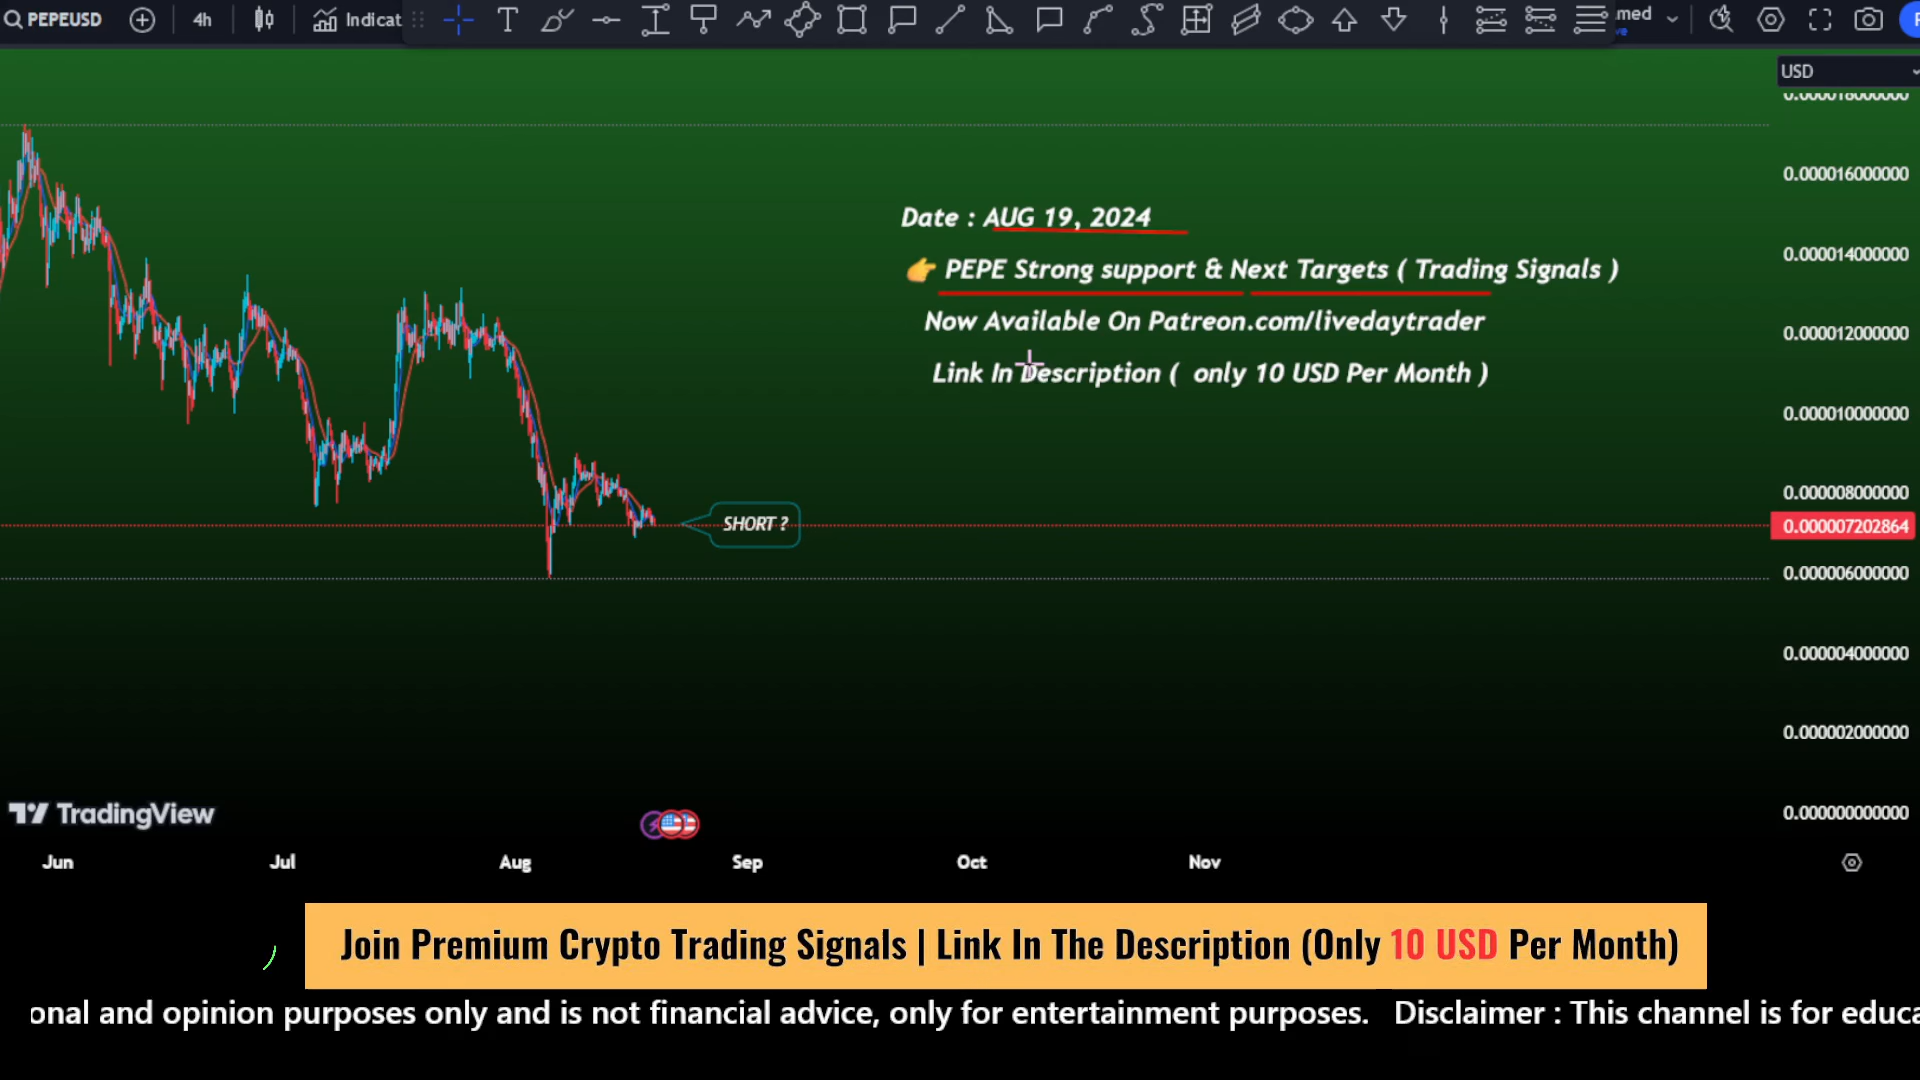 PEPEUSD 4h Indicat
USD
0.000018000000
0.000016000000
Date : AUG 19, 2024
0.000014000000
👉 PEPE Strong support & Next Targets ( Trading Signals )
Now Available On Patreon.com/livedaytrader
0.000012000000
Link In Description ( only 10 USD Per Month )
0.000010000000
0.000008000000
SHORT ?
0.000007202864
0.000006000000
0.000004000000
0.000002000000
TradingView
0.000000000000
Jun Jul Aug Sep Oct Nov
Join Premium Crypto Trading Signals | Link In The Description (Only 10 USD Per Month)
onal and opinion purposes only and is not financial advice, only for entertainment purposes. Disclaimer : This channel is for educa